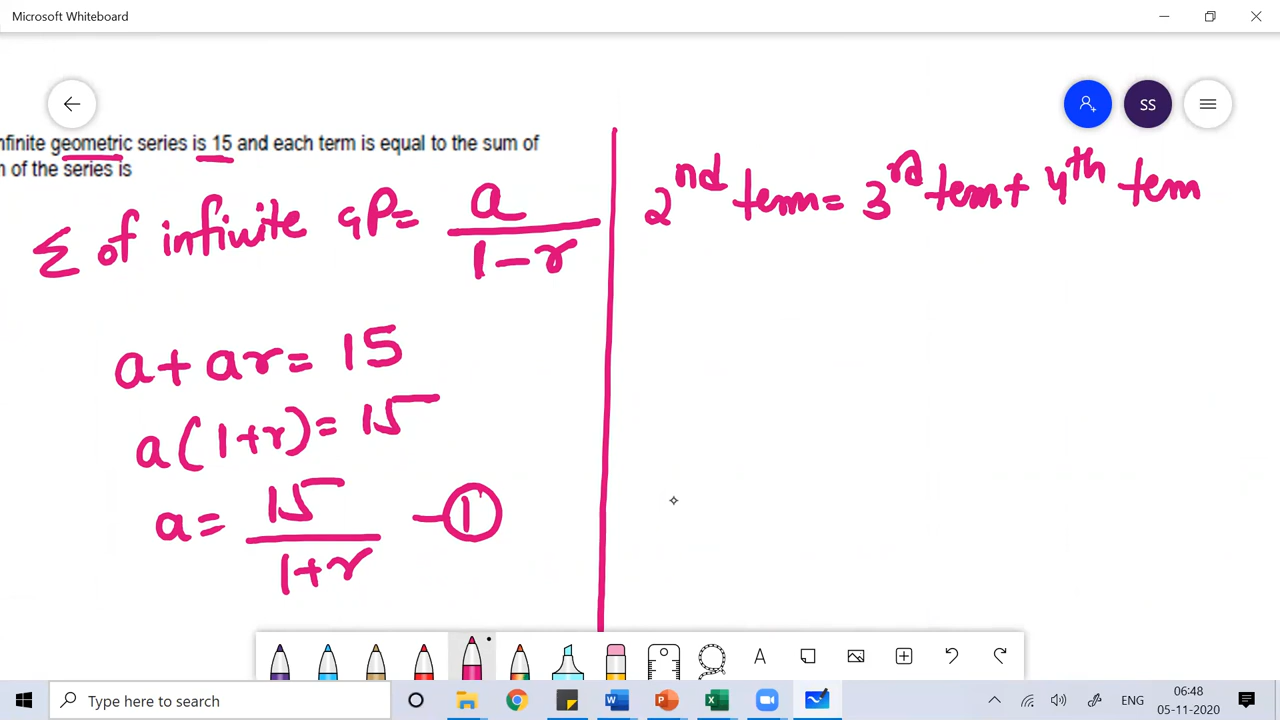 Microsoft Whiteboard
SS
nfinite geometric series is 15 and each term is equal to the sum of
of the series is
Σ of infinite GP= a/1-r
a+ar=15
a(1+r)=15
a= 15/1+r -①
2nd term= 3rd tem+ 4th tem
A
Type here to search
ENG
06:48
05-11-2020